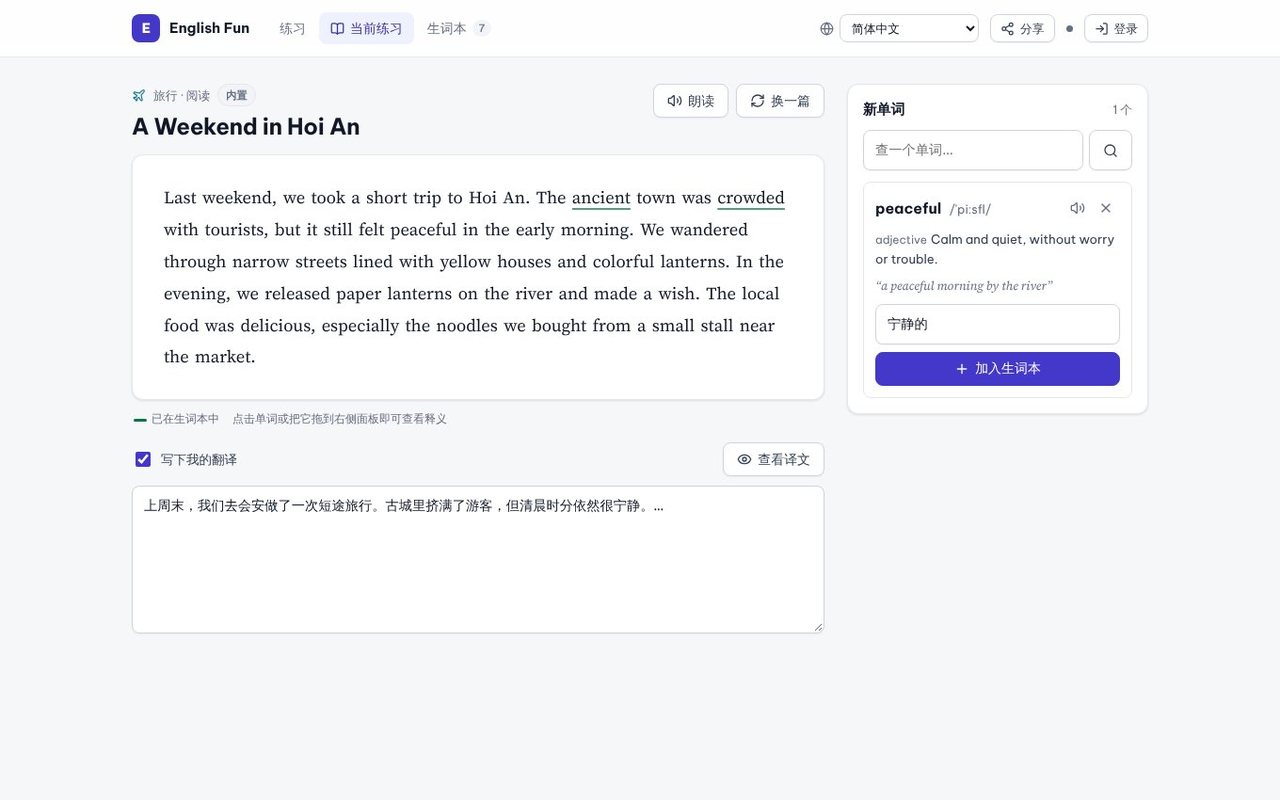 E English Fun 练习 当前练习 生词本 7 简体中文 分享 登录
旅行 · 阅读 内置
A Weekend in Hoi An
朗读 换一篇
Last weekend, we took a short trip to Hoi An. The ancient town was crowded
with tourists, but it still felt peaceful in the early morning. We wandered
through narrow streets lined with yellow houses and colorful lanterns. In the
evening, we released paper lanterns on the river and made a wish. The local
food was delicious, especially the noodles we bought from a small stall near
the market.
已在生词本中 点击单词或把它拖到右侧面板即可查看释义
写下我的翻译 查看译文
上周末，我们去会安做了一次短途旅行。古城里挤满了游客，但清晨时分依然很宁静。...
新单词 1 个
查一个单词...
peaceful /ˈpiːsfl/
adjective Calm and quiet, without worry
or trouble.
“a peaceful morning by the river”
宁静的
加入生词本